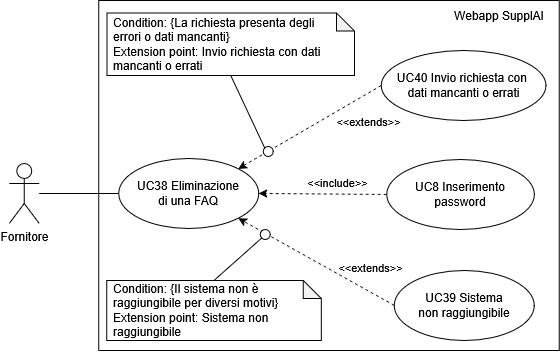 Webapp SupplAI
Condition: {La richiesta presenta degli
errori o dati mancanti}
Extension point: Invio richiesta con dati
mancanti o errati
UC40 Invio richiesta con
dati mancanti o errati
<<extends>>
UC38 Eliminazione
di una FAQ
<<include>>
UC8 Inserimento
password
Fornitore
<<extends>>
Condition: {Il sistema non è
raggiungibile per diversi motivi}
Extension point: Sistema non
raggiungibile
UC39 Sistema
non raggiungibile